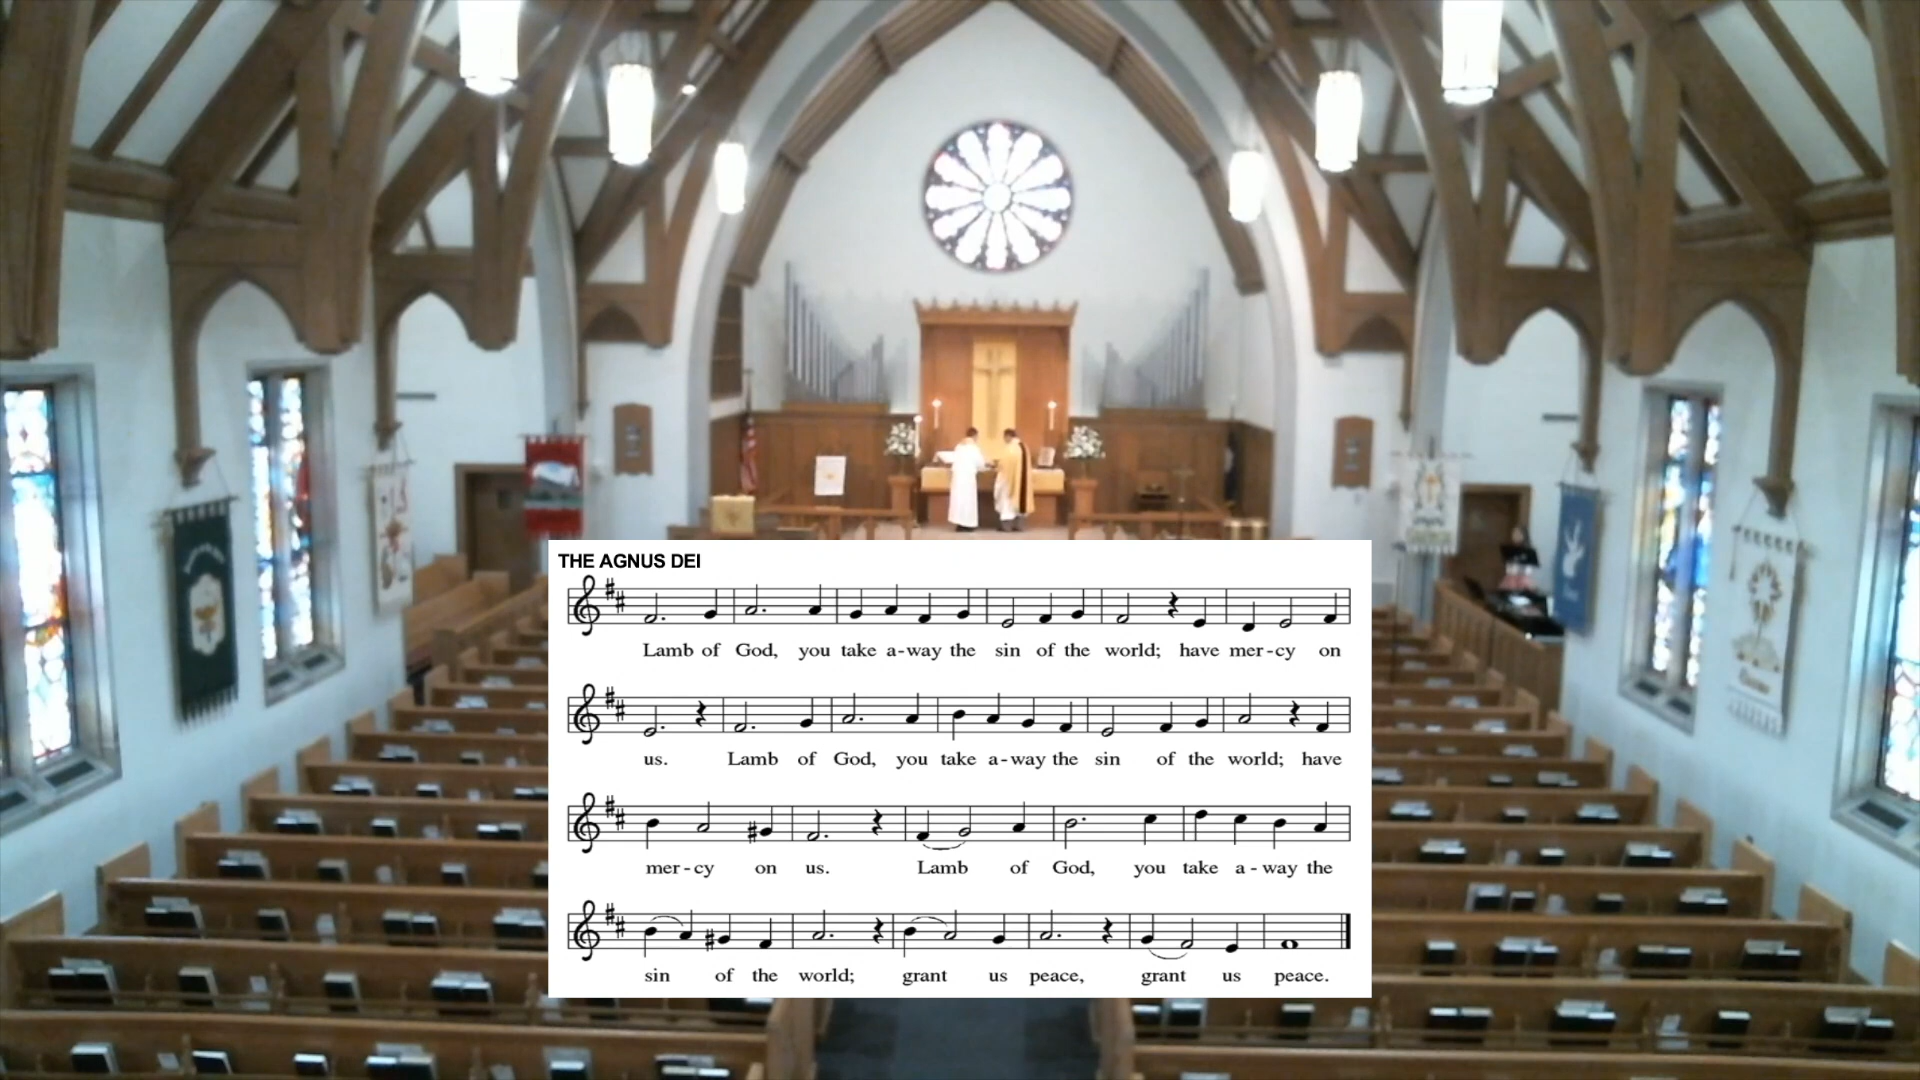 THE AGNUS DEI
Lamb of God, you take a-way the sin of the world; have mer-cy on
us. Lamb of God, you take a-way the sin of the world; have
mer-cy on us. Lamb of God, you take a-way the
sin of the world; grant us peace, grant us peace.